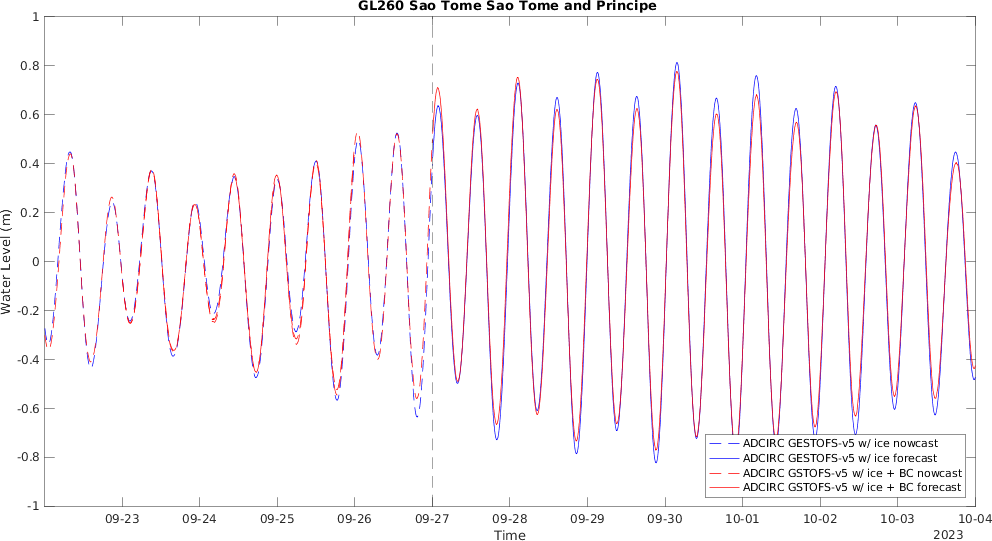 GL260 Sao Tome Sao Tome and Principe
1
0.8
0.6
0.4
0.2
0
-0.2
-0.4
-0.6
-0.8
-1
Water Level (m)
ADCIRC GESTOFS-v5 w/ ice nowcast
ADCIRC GESTOFS-v5 w/ ice forecast
ADCIRC GSTOFS-v5 w/ ice + BC nowcast
ADCIRC GSTOFS-v5 w/ ice + BC forecast
09-23 09-24 09-25 09-26 09-27 09-28 09-29 09-30 10-01 10-02 10-03 10-04
Time
2023